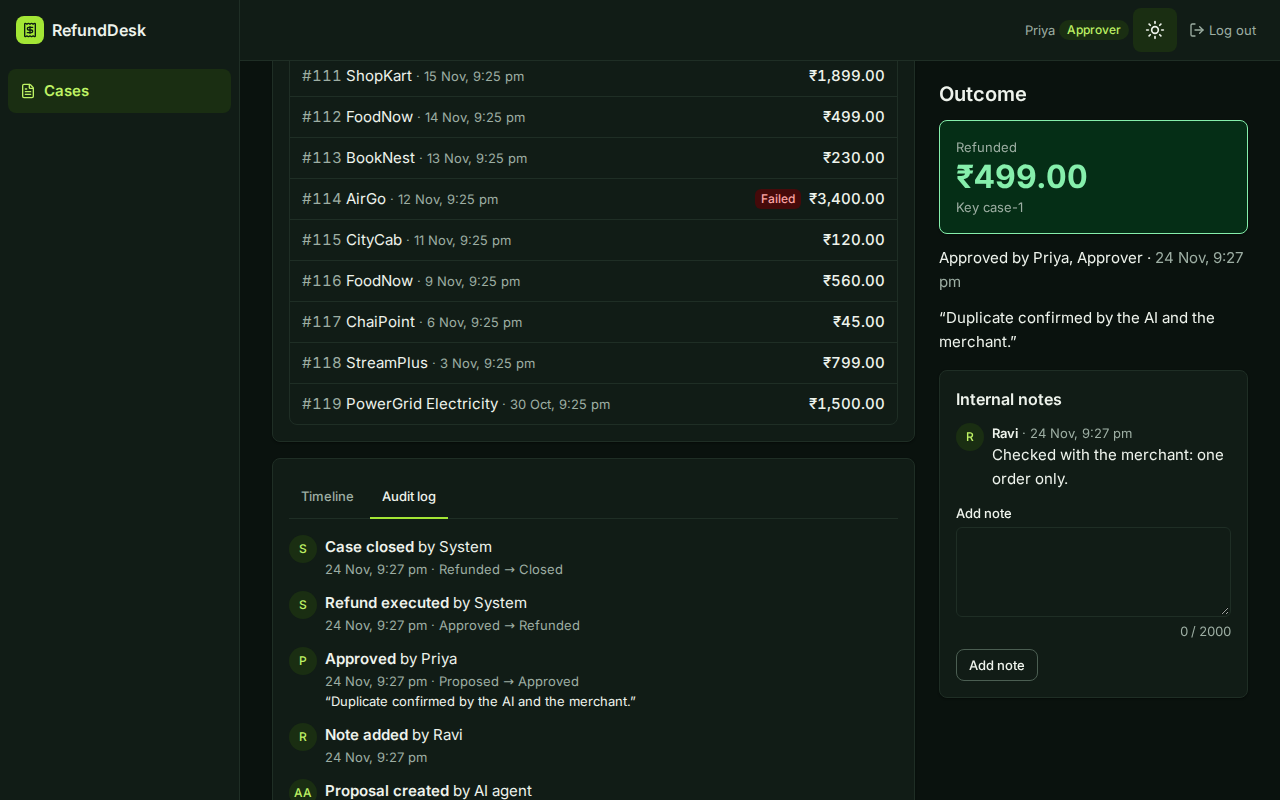 RefundDesk
Priya Approver Log out
Cases
#111 ShopKart · 15 Nov, 9:25 pm ₹1,899.00
#112 FoodNow · 14 Nov, 9:25 pm ₹499.00
#113 BookNest · 13 Nov, 9:25 pm ₹230.00
#114 AirGo · 12 Nov, 9:25 pm Failed ₹3,400.00
#115 CityCab · 11 Nov, 9:25 pm ₹120.00
#116 FoodNow · 9 Nov, 9:25 pm ₹560.00
#117 ChaiPoint · 6 Nov, 9:25 pm ₹45.00
#118 StreamPlus · 3 Nov, 9:25 pm ₹799.00
#119 PowerGrid Electricity · 30 Oct, 9:25 pm ₹1,500.00
Timeline Audit log
S Case closed by System
24 Nov, 9:27 pm · Refunded → Closed
S Refund executed by System
24 Nov, 9:27 pm · Approved → Refunded
P Approved by Priya
24 Nov, 9:27 pm · Proposed → Approved
“Duplicate confirmed by the AI and the merchant.”
R Note added by Ravi
24 Nov, 9:27 pm
AA Proposal created by AI agent
Outcome
Refunded
₹499.00
Key case-1
Approved by Priya, Approver · 24 Nov, 9:27
pm
“Duplicate confirmed by the AI and the
merchant.”
Internal notes
R Ravi · 24 Nov, 9:27 pm
Checked with the merchant: one
order only.
Add note
0 / 2000
Add note